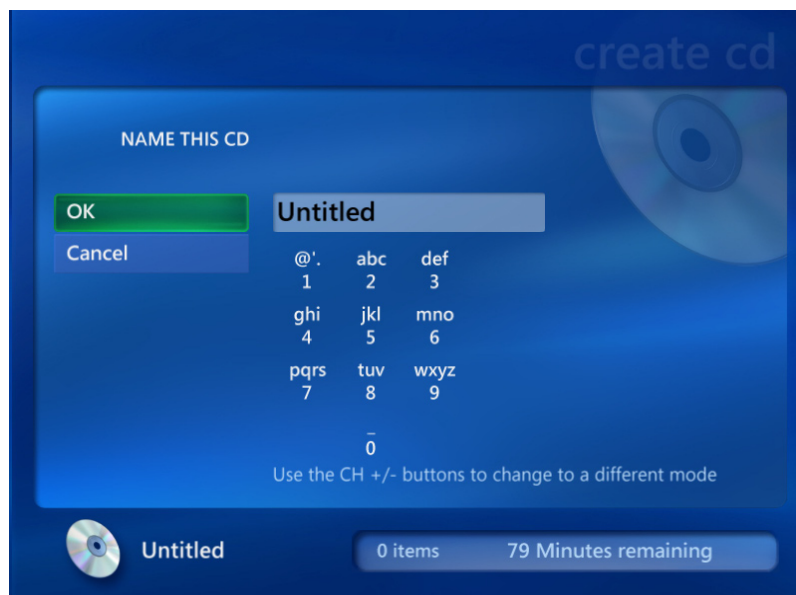 create cd
NAME THIS CD
OK
Untitled
Cancel
@'. abc def
1 2 3
ghi jkl mno
4 5 6
pqrs tuv wxyz
7 8 9
_
0
Use the CH +/- buttons to change to a different mode
Untitled 0 items 79 Minutes remaining